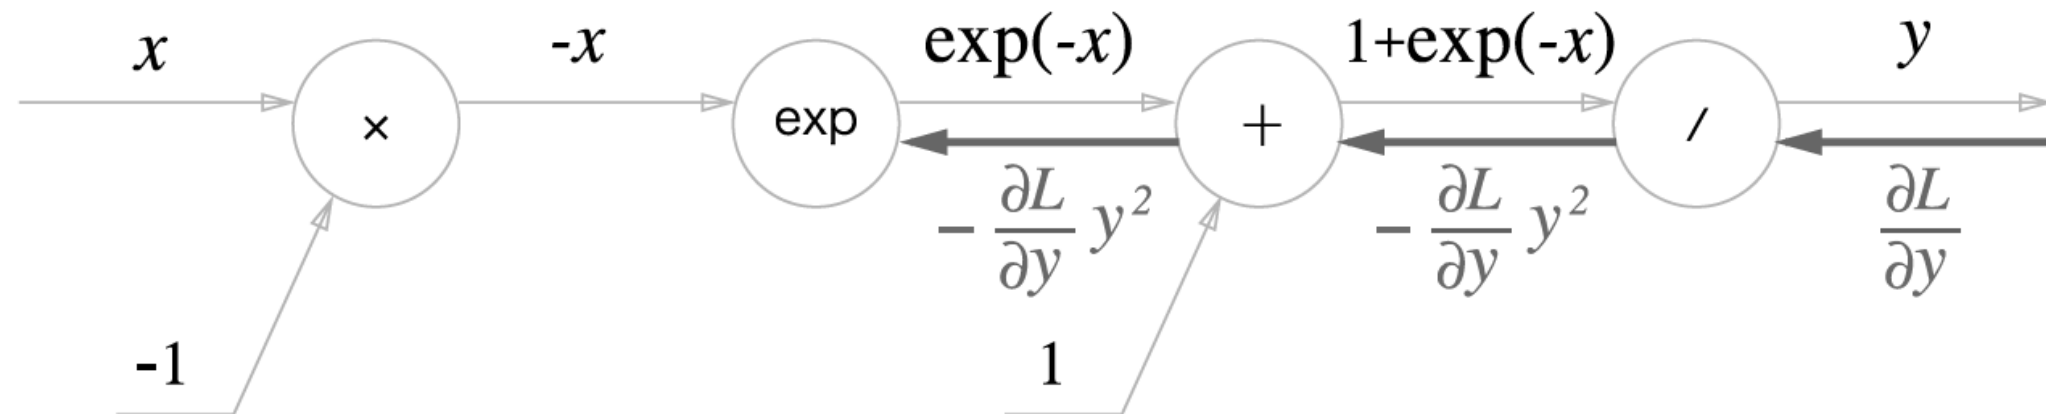 x -x exp(-x) 1+exp(-x) y
× exp + /
− ∂L/∂y y² − ∂L/∂y y² ∂L/∂y
-1 1